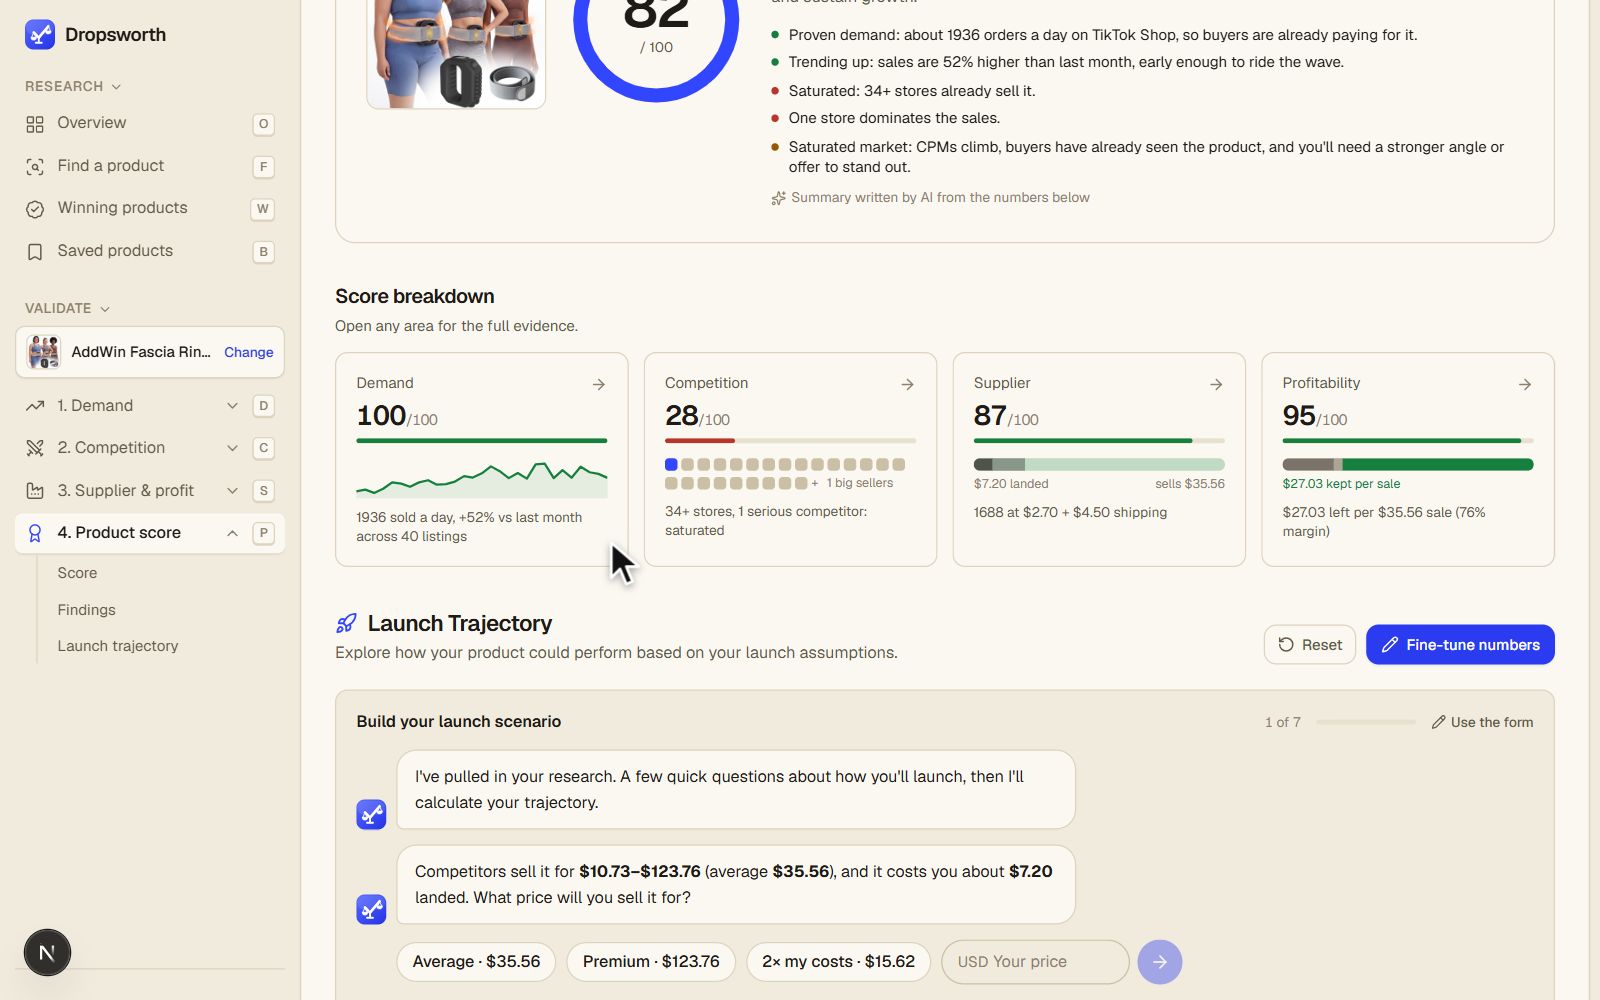 Dropsworth
RESEARCH
Overview
O
Find a product
F
Winning products
W
Saved products
B
VALIDATE
AddWin Fascia Rin...
Change
1. Demand
D
2. Competition
C
3. Supplier & profit
S
4. Product score
P
Score
Findings
Launch trajectory
N
82
/ 100
Proven demand: about 1936 orders a day on TikTok Shop, so buyers are already paying for it.
Trending up: sales are 52% higher than last month, early enough to ride the wave.
Saturated: 34+ stores already sell it.
One store dominates the sales.
Saturated market: CPMs climb, buyers have already seen the product, and you'll need a stronger angle or
offer to stand out.
Summary written by AI from the numbers below
Score breakdown
Open any area for the full evidence.
Demand
100/100
1936 sold a day, +52% vs last month
across 40 listings
Competition
28/100
+ 1 big sellers
34+ stores, 1 serious competitor:
saturated
Supplier
87/100
$7.20 landed
sells $35.56
1688 at $2.70 + $4.50 shipping
Profitability
95/100
$27.03 kept per sale
$27.03 left per $35.56 sale (76%
margin)
Launch Trajectory
Explore how your product could perform based on your launch assumptions.
Reset
Fine-tune numbers
Build your launch scenario
1 of 7
Use the form
I've pulled in your research. A few quick questions about how you'll launch, then I'll
calculate your trajectory.
Competitors sell it for $10.73–$123.76 (average $35.56), and it costs you about $7.20
landed. What price will you sell it for?
Average · $35.56
Premium · $123.76
2× my costs · $15.62
USD Your price